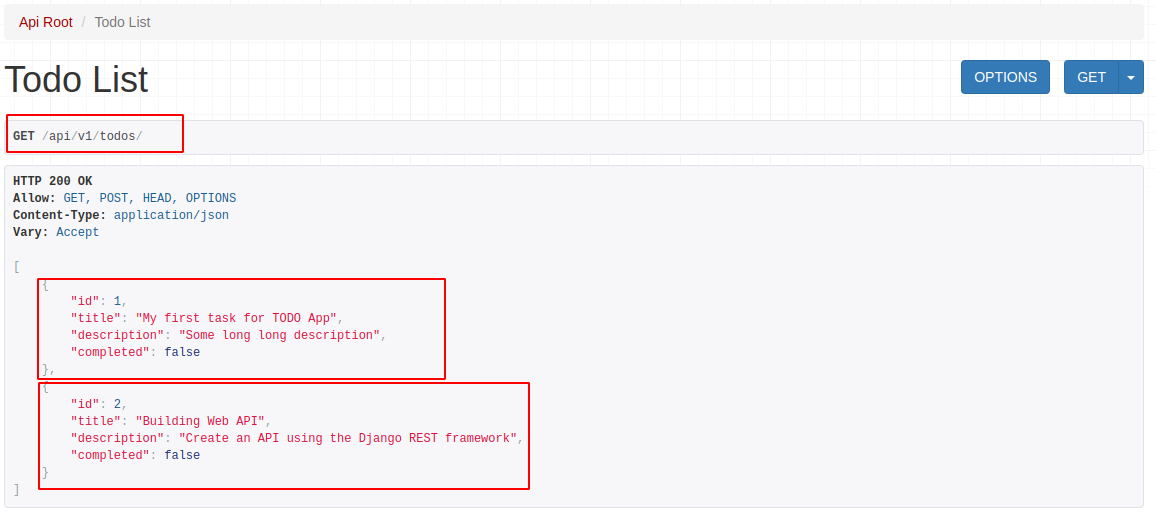 Api Root / Todo List
Todo List
OPTIONS GET
GET /api/v1/todos/
HTTP 200 OK
Allow: GET, POST, HEAD, OPTIONS
Content-Type: application/json
Vary: Accept
[
    {
        "id": 1,
        "title": "My first task for TODO App",
        "description": "Some long long description",
        "completed": false
    },
    {
        "id": 2,
        "title": "Building Web API",
        "description": "Create an API using the Django REST framework",
        "completed": false
    }
]